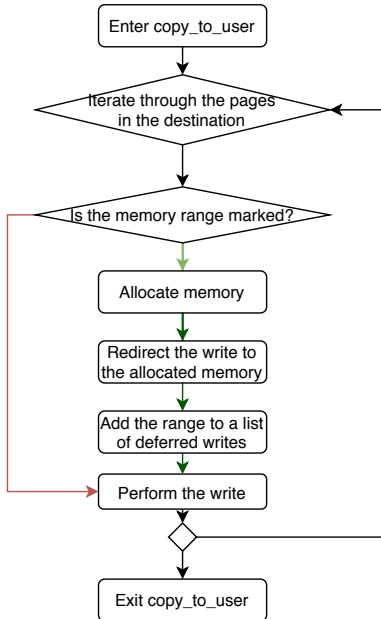 Enter copy_to_user
Iterate through the pages
in the destination
Is the memory range marked?
Allocate memory
Redirect the write to
the allocated memory
Add the range to a list
of deferred writes
Perform the write
Exit copy_to_user